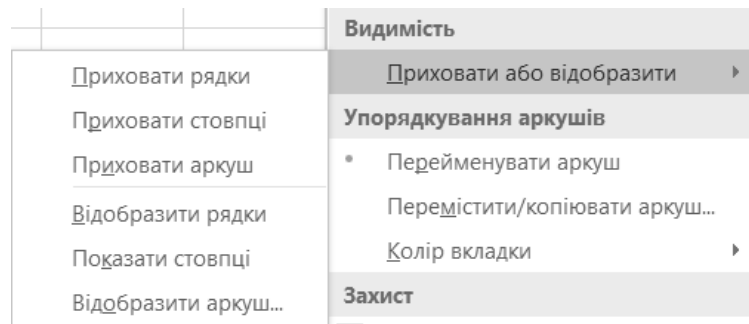 Видимість
Приховати або відобразити
Приховати рядки
Приховати стовпці
Приховати аркуш
Відобразити рядки
Показати стовпці
Відобразити аркуш...
Упорядкування аркушів
Перейменувати аркуш
Перемістити/копіювати аркуш...
Колір вкладки
Захист